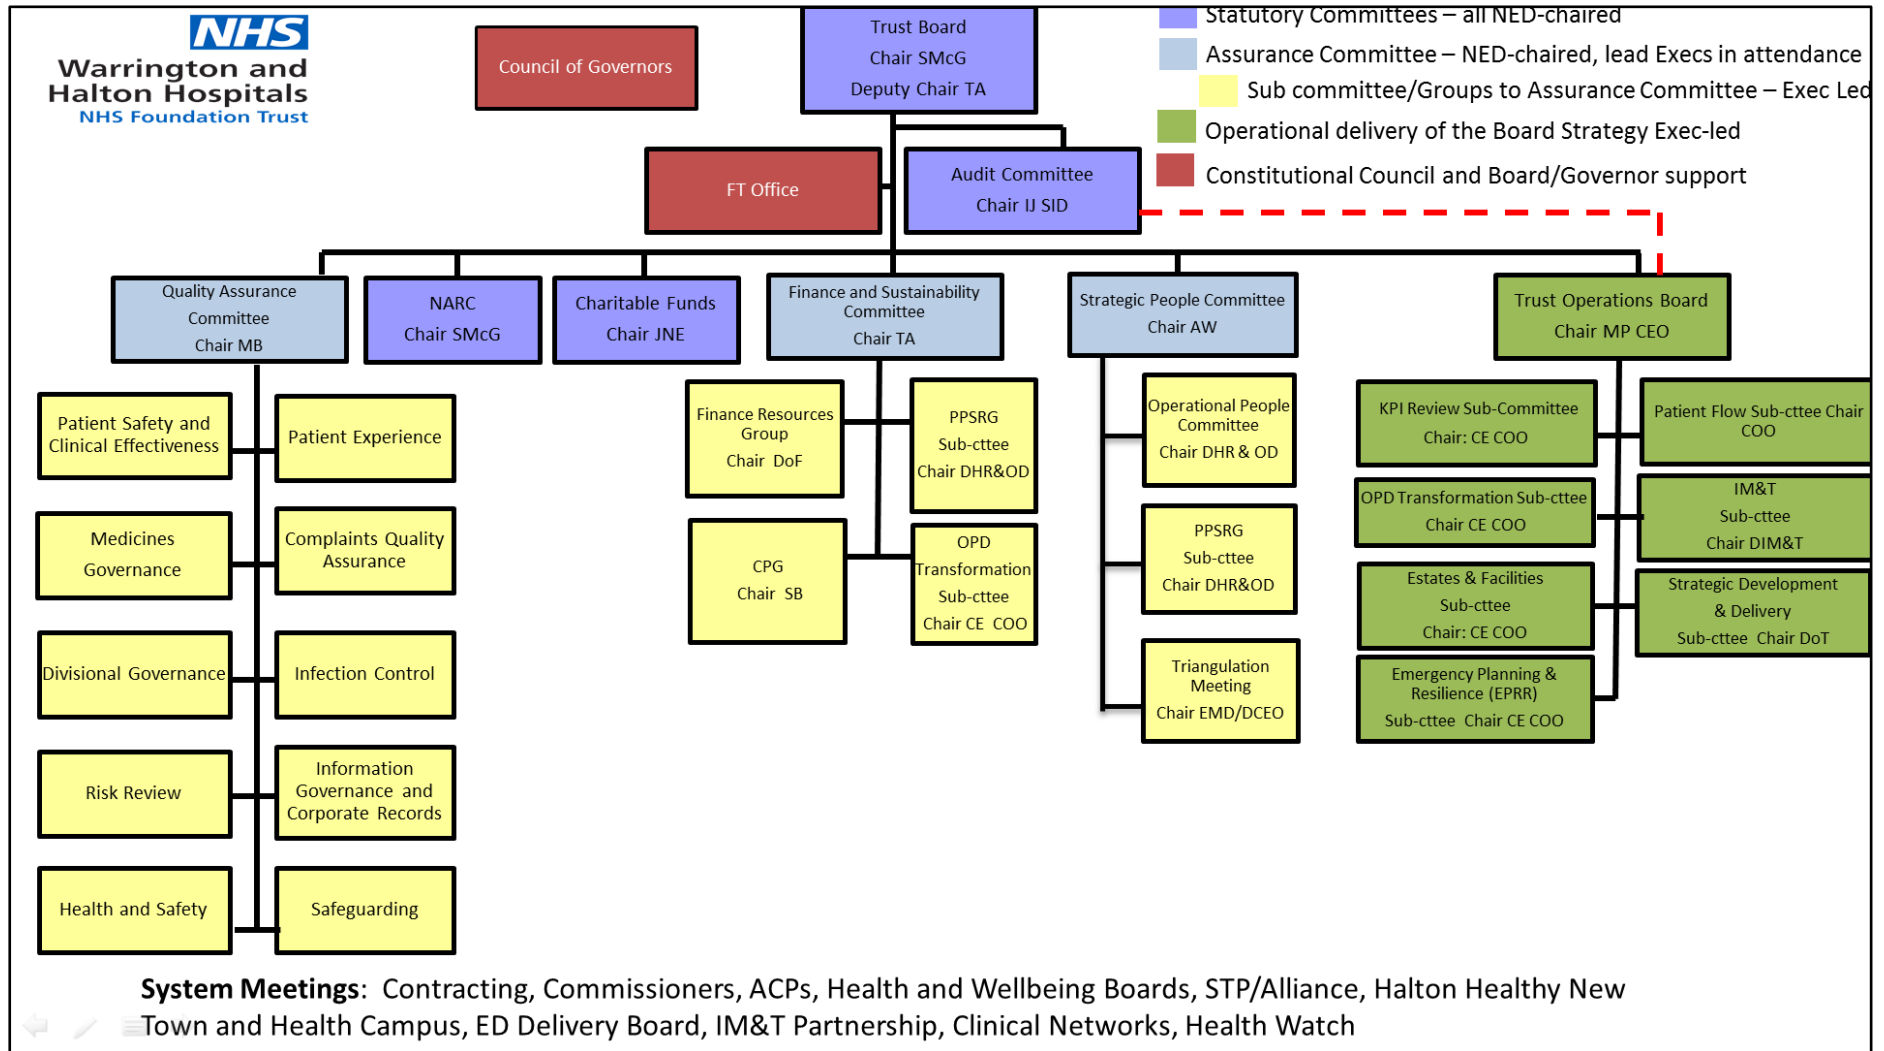 NHS
Warrington and
Halton Hospitals
NHS Foundation Trust
Council of Governors
Trust Board
Chair SMcG
Deputy Chair TA
Statutory Committees – all NED-chaired
Assurance Committee – NED-chaired, lead Execs in attendance
Sub committee/Groups to Assurance Committee – Exec Led
Operational delivery of the Board Strategy Exec-led
Constitutional Council and Board/Governor support
FT Office
Audit Committee
Chair IJ SID
Quality Assurance
Committee
Chair MB
NARC
Chair SMcG
Charitable Funds
Chair JNE
Finance and Sustainability
Committee
Chair TA
Strategic People Committee
Chair AW
Trust Operations Board
Chair MP CEO
Patient Safety and
Clinical Effectiveness
Patient Experience
Medicines
Governance
Complaints Quality
Assurance
Divisional Governance
Infection Control
Risk Review
Information
Governance and
Corporate Records
Health and Safety
Safeguarding
Finance Resources
Group
Chair DoF
PPSRG
Sub-cttee
Chair DHR&OD
CPG
Chair SB
OPD
Transformation
Sub-cttee
Chair CE COO
Operational People
Committee
Chair DHR & OD
PPSRG
Sub-cttee
Chair DHR&OD
Triangulation
Meeting
Chair EMD/DCEO
KPI Review Sub-Committee
Chair: CE COO
Patient Flow Sub-cttee Chair
COO
OPD Transformation Sub-cttee
Chair CE COO
IM&T
Sub-cttee
Chair DIM&T
Estates & Facilities
Sub-cttee
Chair: CE COO
Strategic Development
& Delivery
Sub-cttee Chair DoT
Emergency Planning &
Resilience (EPRR)
Sub-cttee Chair CE COO
System Meetings: Contracting, Commissioners, ACPs, Health and Wellbeing Boards, STP/Alliance, Halton Healthy New
Town and Health Campus, ED Delivery Board, IM&T Partnership, Clinical Networks, Health Watch